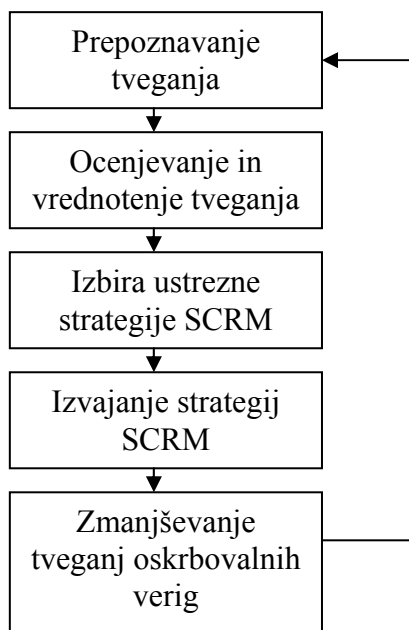 Prepoznavanje
tveganja
Ocenjevanje in
vrednotenje tveganja
Izbira ustrezne
strategije SCRM
Izvajanje strategij
SCRM
Zmanjševanje
tveganj oskrbovalnih
verig